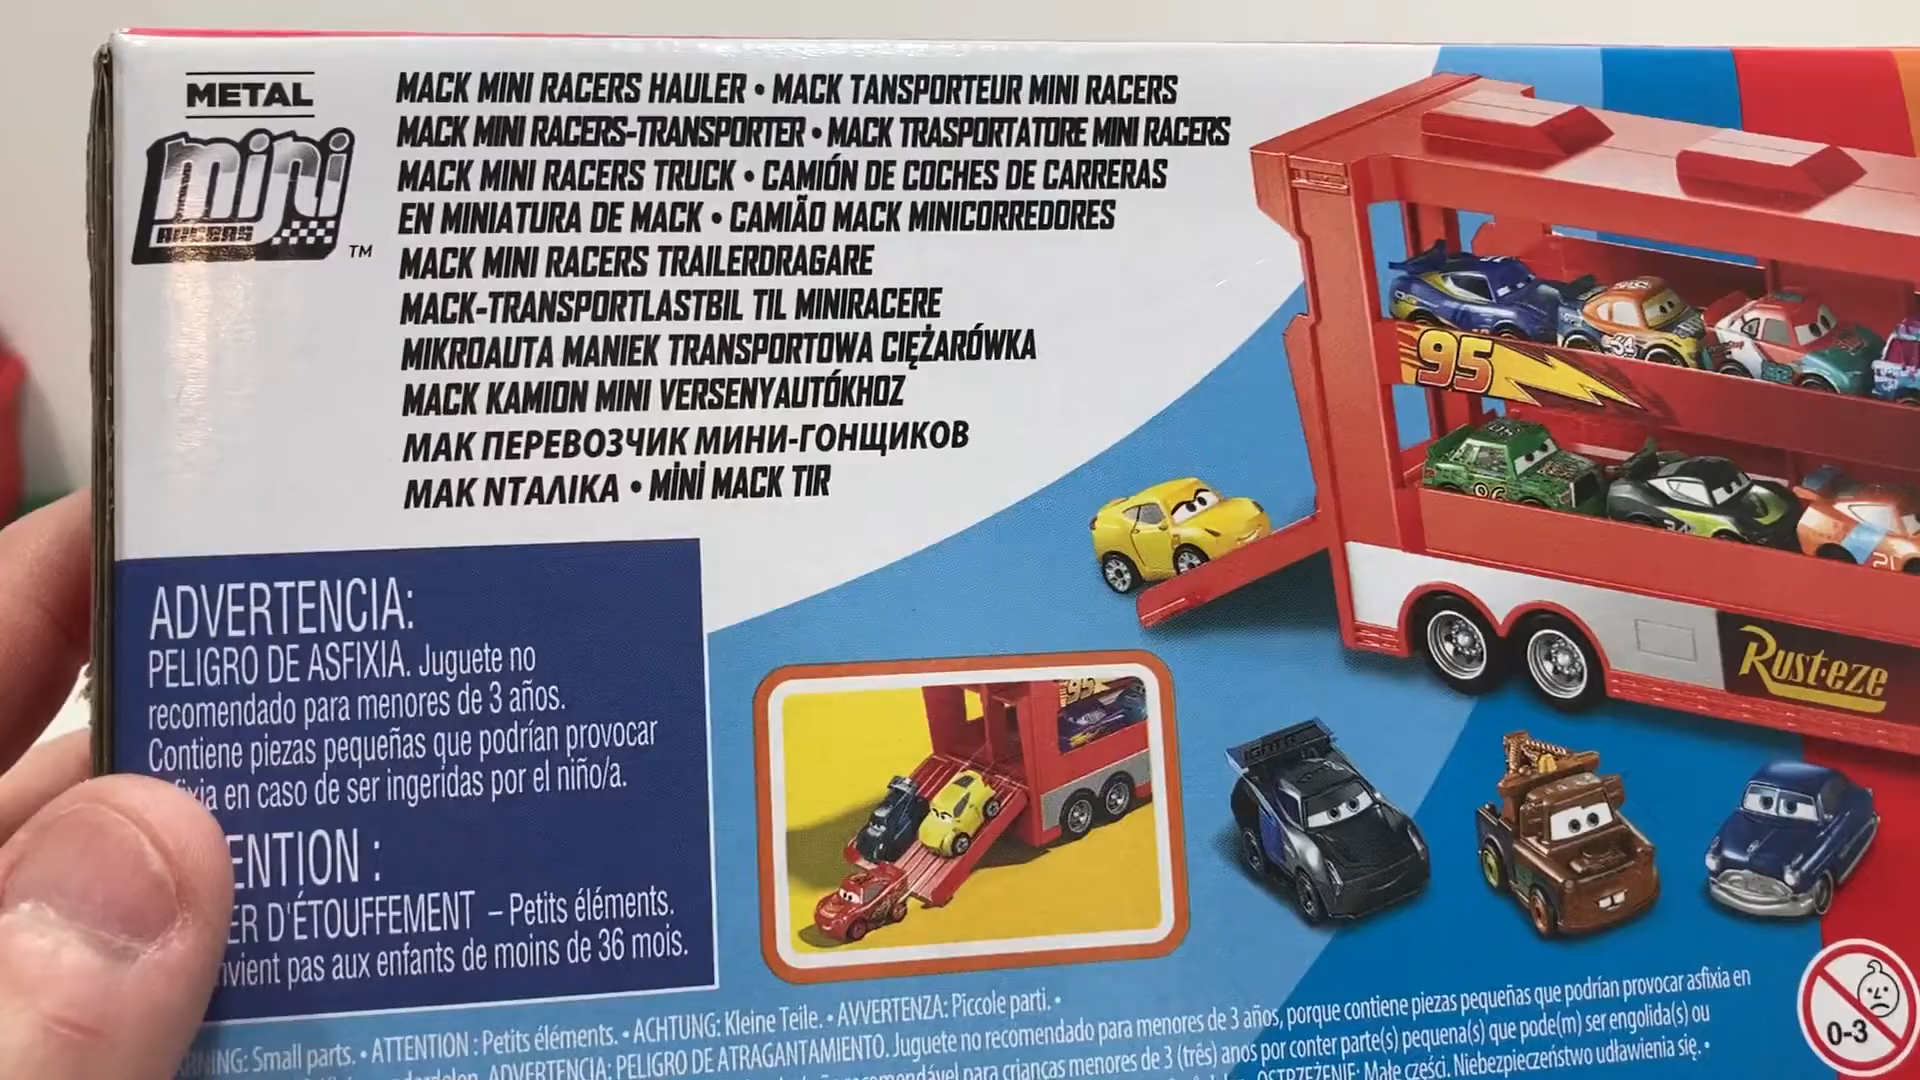 METAL
mini
RACERS
TM
MACK MINI RACERS HAULER • MACK TANSPORTEUR MINI RACERS
MACK MINI RACERS-TRANSPORTER • MACK TRASPORTATORE MINI RACERS
MACK MINI RACERS TRUCK • CAMIÓN DE COCHES DE CARRERAS
EN MINIATURA DE MACK • CAMIÃO MACK MINICORREDORES
MACK MINI RACERS TRAILERDRAGARE
MACK-TRANSPORTLASTBIL TIL MINIRACERE
MIKROAUTA MANIEK TRANSPORTOWA CIĘŻARÓWKA
MACK KAMION MINI VERSENYAUTÓKHOZ
МАК ПЕРЕВОЗЧИК МИНИ-ГОНЩИКОВ
ΜΑΚ ΝΤΑΛΙΚΑ • MİNİ MACK TIR
95
34
86
Rust-eze
95
ADVERTENCIA:
PELIGRO DE ASFIXIA. Juguete no
recomendado para menores de 3 años.
Contiene piezas pequeñas que podrían provocar
fixia en caso de ser ingeridas por el niño/a.
ENTION :
ER D'ÉTOUFFEMENT – Petits éléments.
nvient pas aux enfants de moins de 36 mois.
RNING: Small parts. • ATTENTION : Petits éléments. • ACHTUNG: Kleine Teile. • AVVERTENZA: Piccole parti. •
ADVERTENCIA: PELIGRO DE ATRAGANTAMIENTO. Juguete no recomendado para menores de 3 años, porque contiene piezas pequeñas que podrían provocar asfixia en
para crianças menores de 3 (três) anos por conter parte(s) pequena(s) que pode(m) ser engolida(s) ou
OSTRZEŻENIE: Małe części. Niebezpieczeństwo udławienia się. •
0-3